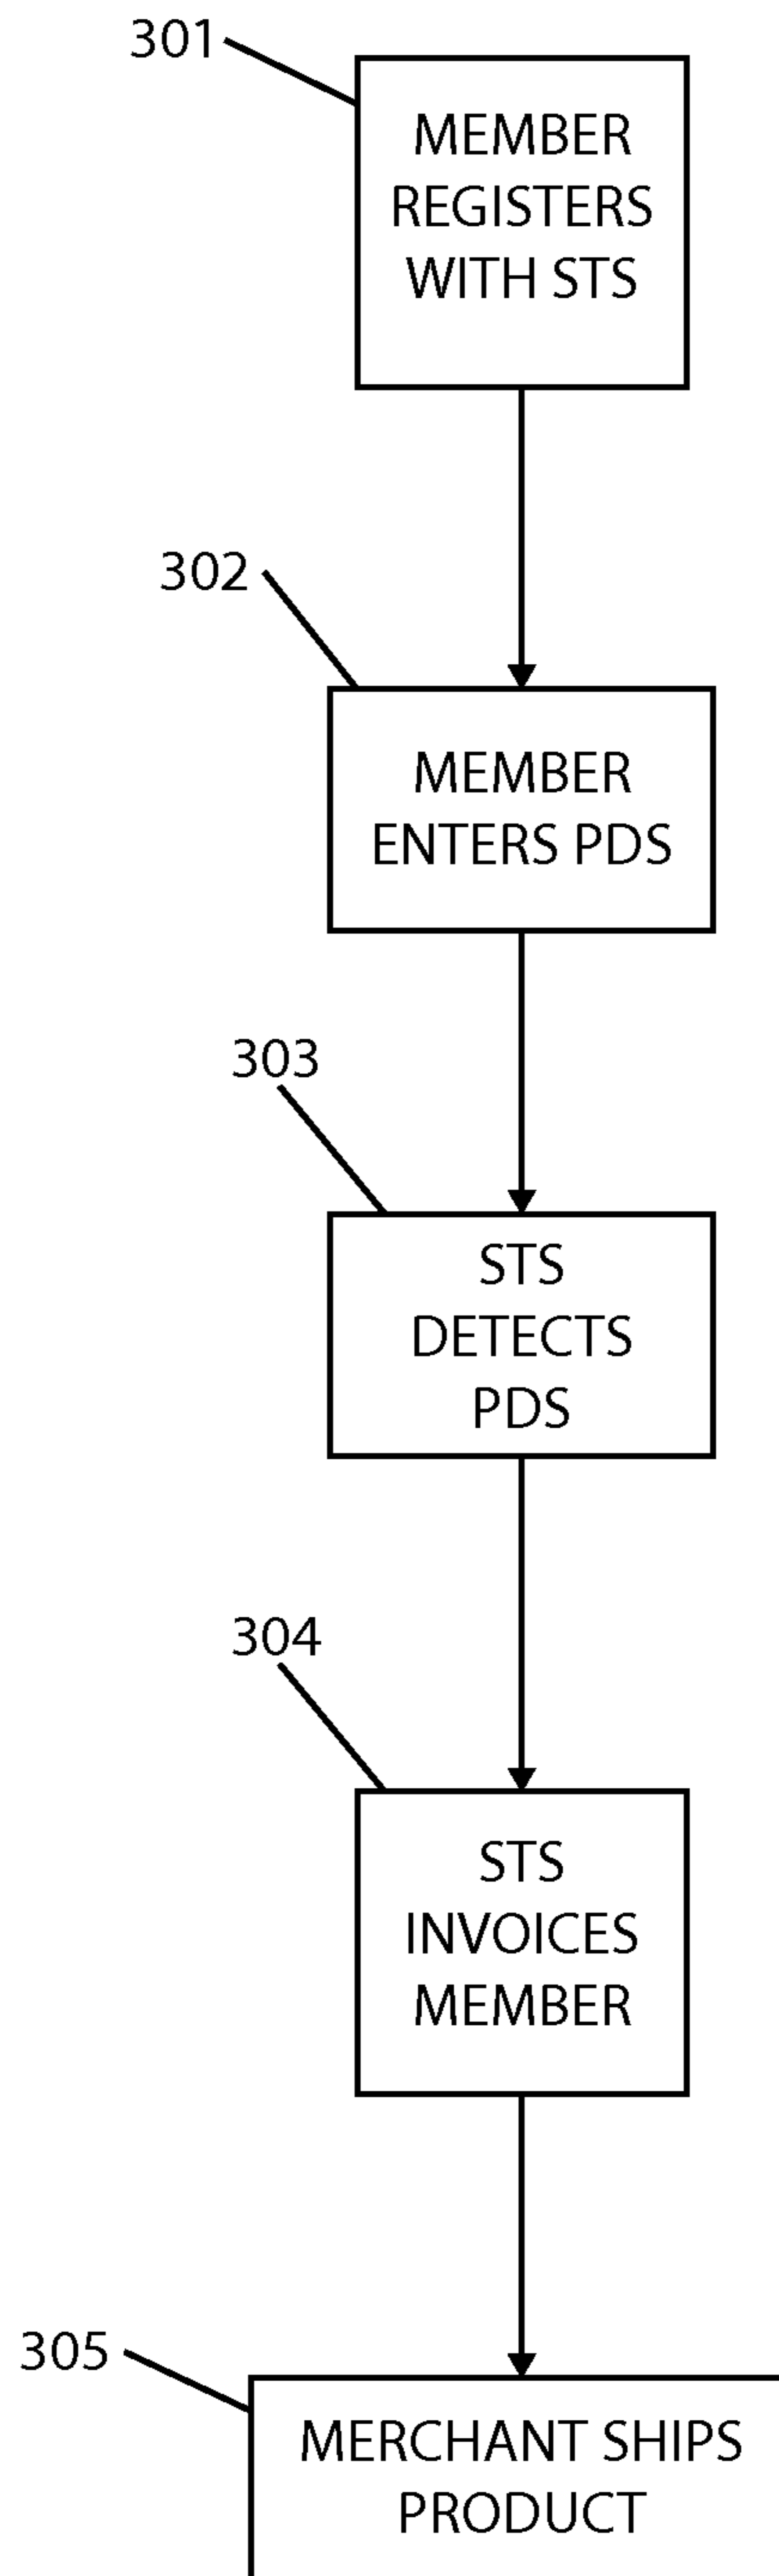 301
MEMBER
REGISTERS
WITH STS
302
MEMBER
ENTERS PDS
303
STS
DETECTS
PDS
304
STS
INVOICES
MEMBER
305
MERCHANT SHIPS
PRODUCT